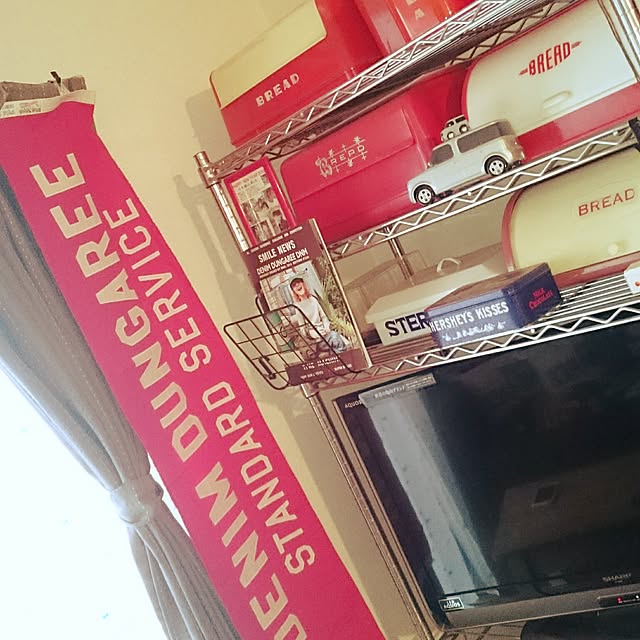 DENIM DUNGAREE
STANDARD SERVICE
BREAD
BREAD
BREAD
BREAD
SMILE NEWS
DENIM DUNGAREE DNM
STER
HERSHEY'S KISSES
Milk
Chocolate
AQUOS
SHARP